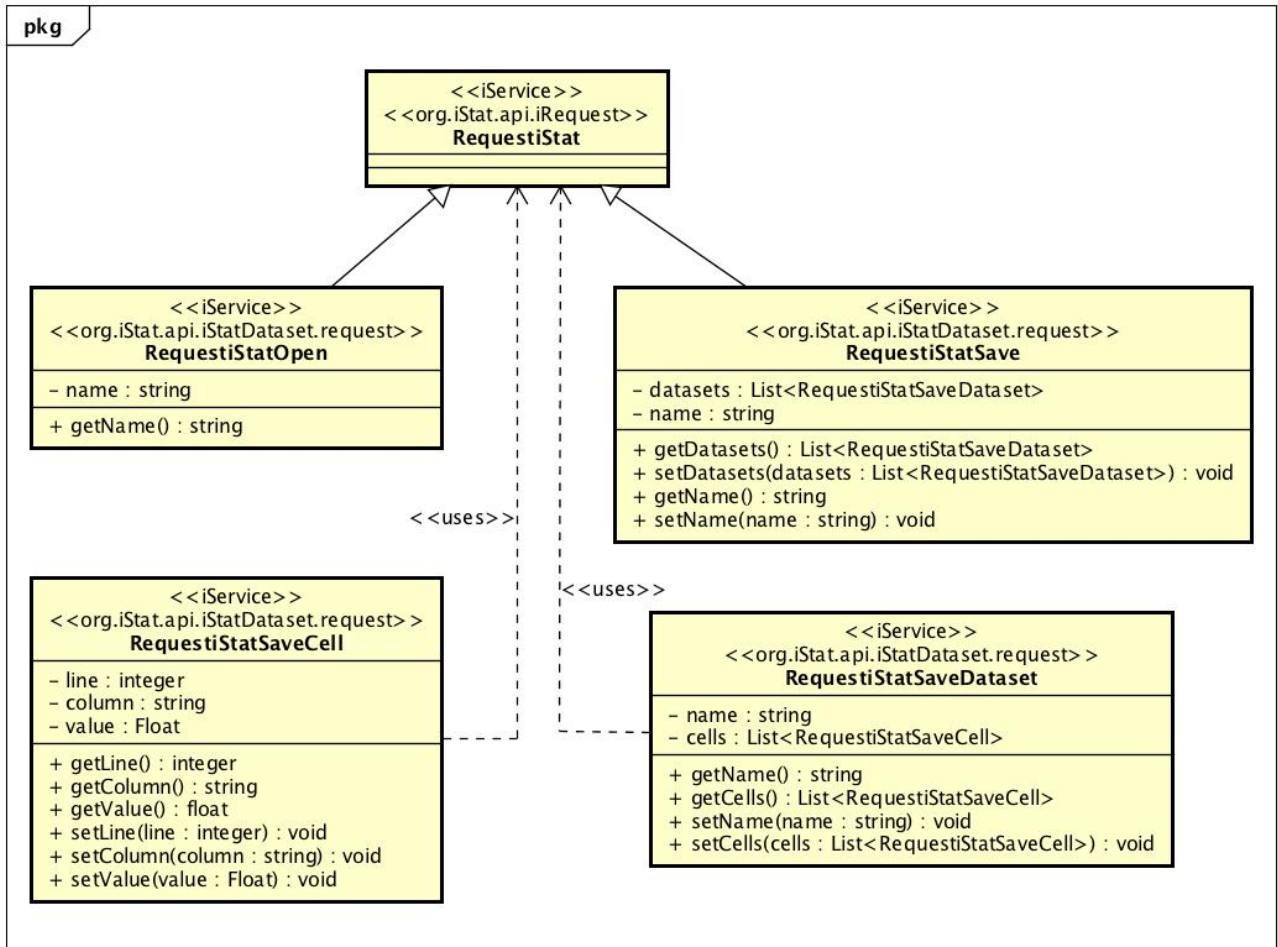 pkg
<<iService>>
<<org.iStat.api.iRequest>>
RequestiStat
<<iService>>
<<org.iStat.api.iStatDataset.request>>
RequestiStatOpen
– name : string
+ getName() : string
<<iService>>
<<org.iStat.api.iStatDataset.request>>
RequestiStatSave
– datasets : List<RequestiStatSaveDataset>
– name : string
+ getDatasets() : List<RequestiStatSaveDataset>
+ setDatasets(datasets : List<RequestiStatSaveDataset>) : void
+ getName() : string
+ setName(name : string) : void
<<uses>>
<<uses>>
<<iService>>
<<org.iStat.api.iStatDataset.request>>
RequestiStatSaveCell
– line : integer
– column : string
– value : Float
+ getLine() : integer
+ getColumn() : string
+ getValue() : float
+ setLine(line : integer) : void
+ setColumn(column : string) : void
+ setValue(value : Float) : void
<<iService>>
<<org.iStat.api.iStatDataset.request>>
RequestiStatSaveDataset
– name : string
– cells : List<RequestiStatSaveCell>
+ getName() : string
+ getCells() : List<RequestiStatSaveCell>
+ setName(name : string) : void
+ setCells(cells : List<RequestiStatSaveCell>) : void